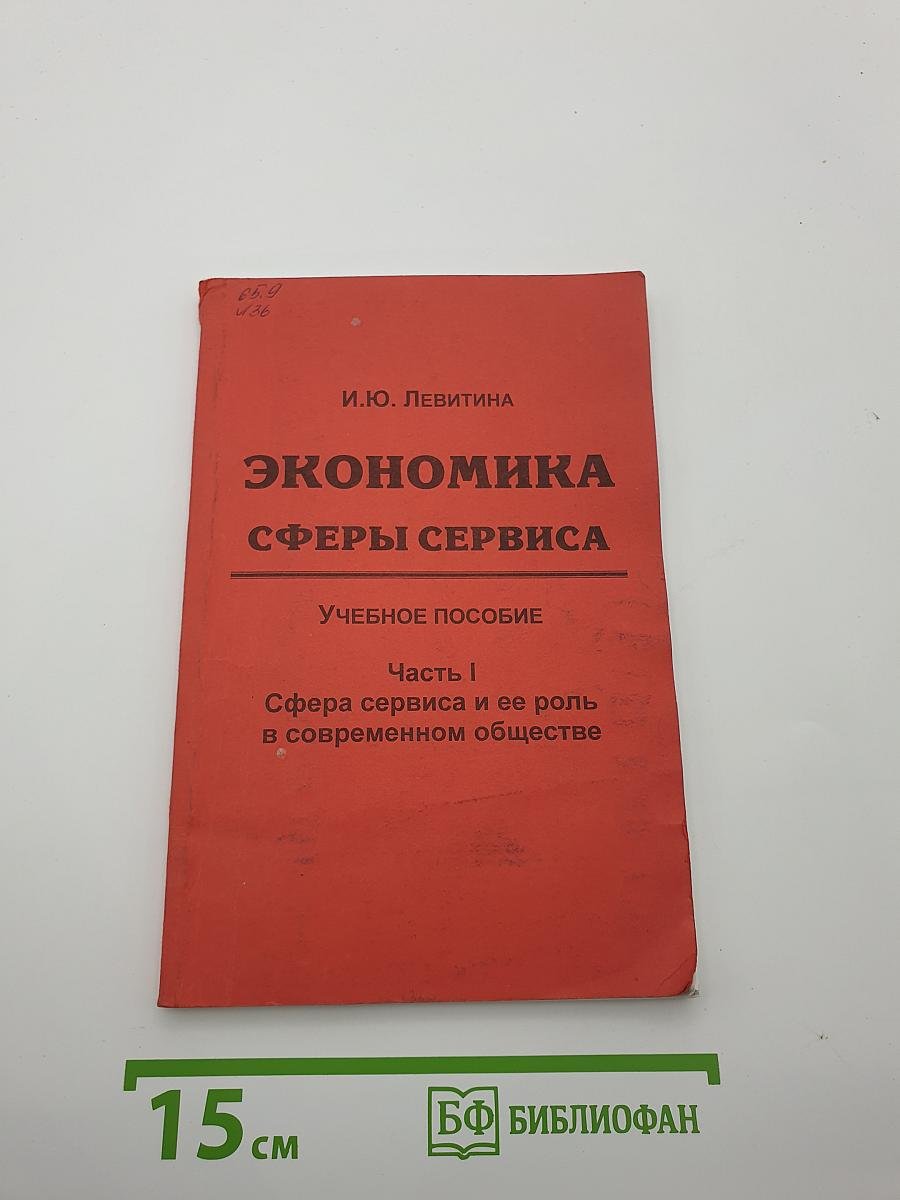 65.9
И36
И.Ю. ЛЕВИТИНА
ЭКОНОМИКА
СФЕРЫ СЕРВИСА
УЧЕБНОЕ ПОСОБИЕ
Часть I
Сфера сервиса и ее роль
в современном обществе
15 см
БФ БИБЛИОФАН